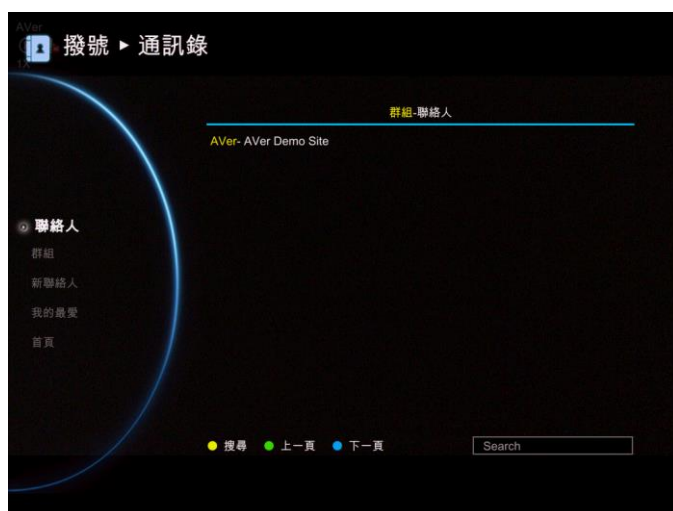 AVer
撥號 ▸ 通訊錄
1X
群組-聯絡人
AVer- AVer Demo Site
聯絡人
群組
新聯絡人
我的最愛
首頁
搜尋 上一頁 下一頁 Search